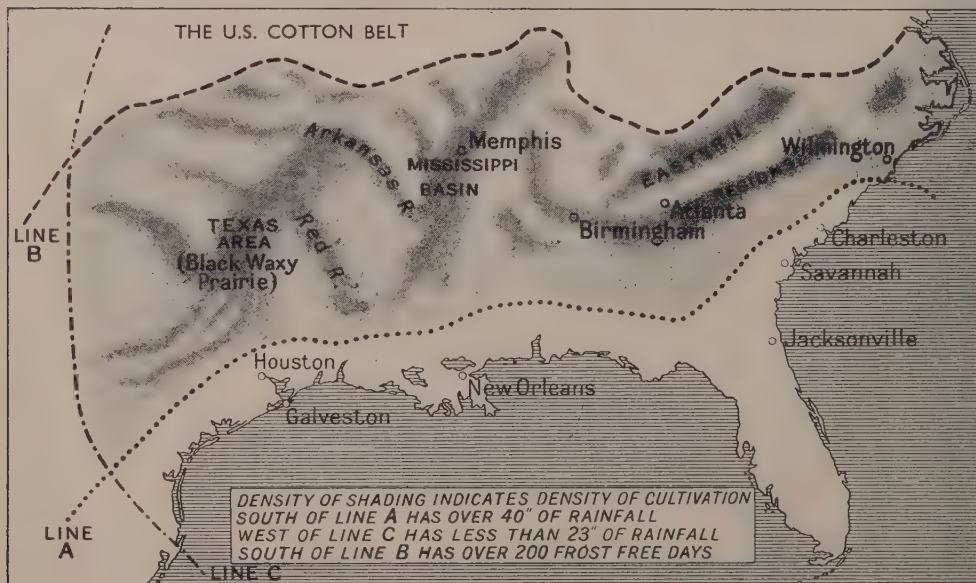 THE U.S. COTTON BELT
LINE
B
Arkansas R.
Memphis
MISSISSIPPI
BASIN
EASTERN
REGIONS
Wilmington
Atlanta
Birmingham
TEXAS
AREA
(Black Waxy
Prairie)
Red R.
Charleston
Savannah
Jacksonville
Houston
Galveston
New Orleans
DENSITY OF SHADING INDICATES DENSITY OF CULTIVATION
SOUTH OF LINE A HAS OVER 40" OF RAINFALL
WEST OF LINE C HAS LESS THAN 23" OF RAINFALL
SOUTH OF LINE B HAS OVER 200 FROST FREE DAYS
LINE
A
LINE C